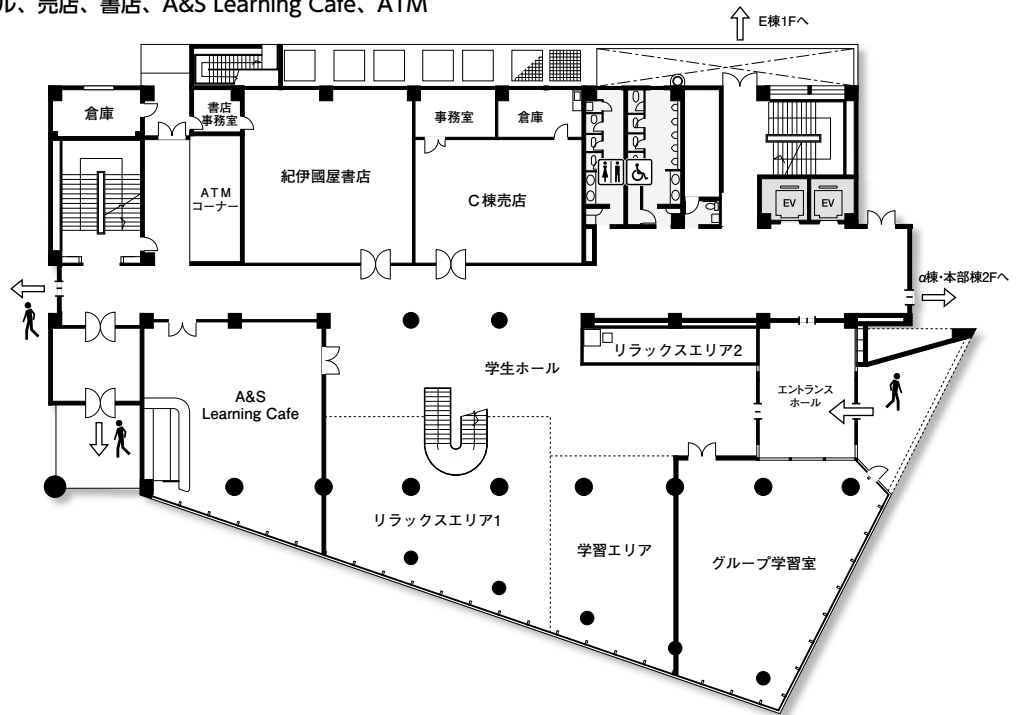 ル、売店、書店、A&S Learning Cafe、ATM
E棟1Fへ
倉庫
書店
事務室
事務室
倉庫
紀伊國屋書店
ATM
コーナー
C棟売店
EV
EV
α棟・本部棟2Fへ
リラックスエリア2
学生ホール
エントランス
ホール
A&S
Learning Cafe
リラックスエリア1
学習エリア
グループ学習室